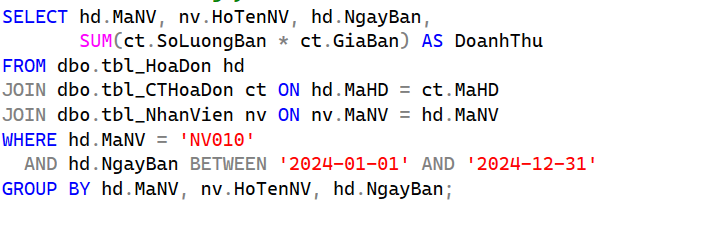 SELECT hd.MaNV, nv.HoTenNV, hd.NgayBan,
SUM(ct.SoLuongBan * ct.GiaBan) AS DoanhThu
FROM dbo.tbl_HoaDon hd
JOIN dbo.tbl_CTHoaDon ct ON hd.MaHD = ct.MaHD
JOIN dbo.tbl_NhanVien nv ON nv.MaNV = hd.MaNV
WHERE hd.MaNV = 'NV010'
AND hd.NgayBan BETWEEN '2024-01-01' AND '2024-12-31'
GROUP BY hd.MaNV, nv.HoTenNV, hd.NgayBan;